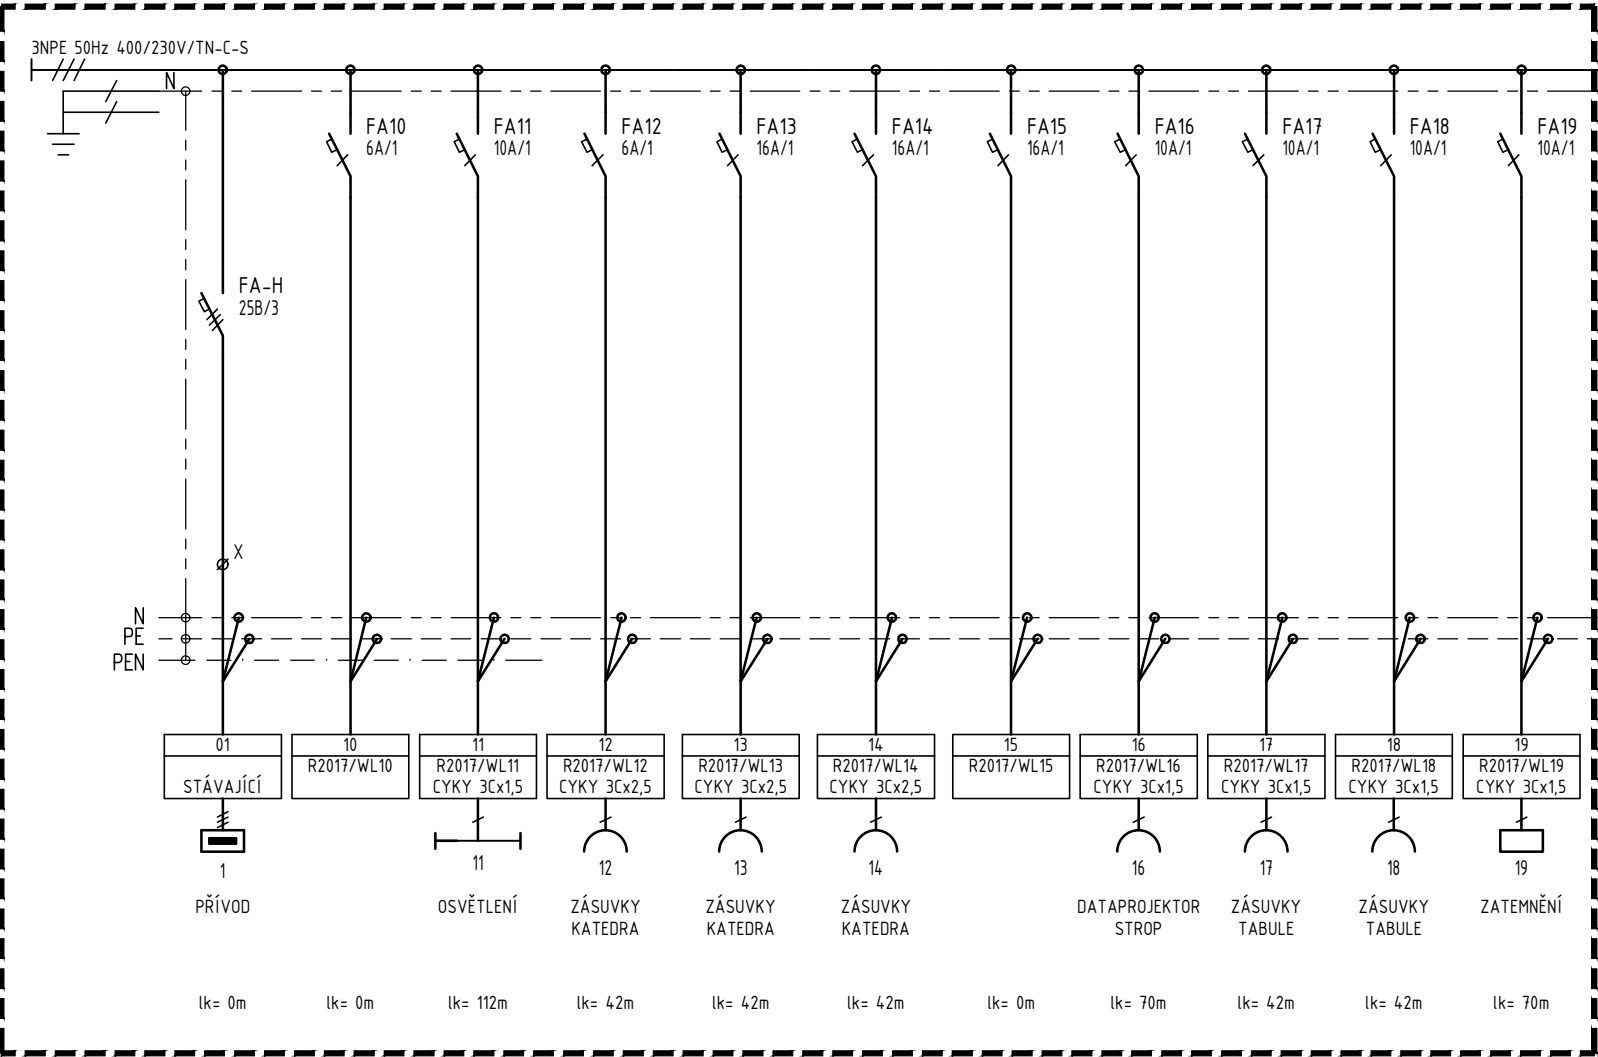 3NPE 50Hz 400/230V/TN-C-S
N
FA10
6A/1
FA11
10A/1
FA12
6A/1
FA13
16A/1
FA14
16A/1
FA15
16A/1
FA16
10A/1
FA17
10A/1
FA18
10A/1
FA19
10A/1
FA-H
25B/3
X
N
PE
PEN
01
STÁVAJÍCÍ
10
R2017/WL10
11
R2017/WL11
CYKY 3Cx1,5
12
R2017/WL12
CYKY 3Cx2,5
13
R2017/WL13
CYKY 3Cx2,5
14
R2017/WL14
CYKY 3Cx2,5
15
R2017/WL15
16
R2017/WL16
CYKY 3Cx1,5
17
R2017/WL17
CYKY 3Cx1,5
18
R2017/WL18
CYKY 3Cx1,5
19
R2017/WL19
CYKY 3Cx1,5
1
PŘÍVOD
11
OSVĚTLENÍ
12
ZÁSUVKY
KATEDRA
13
ZÁSUVKY
KATEDRA
14
ZÁSUVKY
KATEDRA
16
DATAPROJEKTOR
STROP
17
ZÁSUVKY
TABULE
18
ZÁSUVKY
TABULE
19
ZATEMNĚNÍ
lk= 0m
lk= 0m
lk= 112m
lk= 42m
lk= 42m
lk= 42m
lk= 0m
lk= 70m
lk= 42m
lk= 42m
lk= 70m